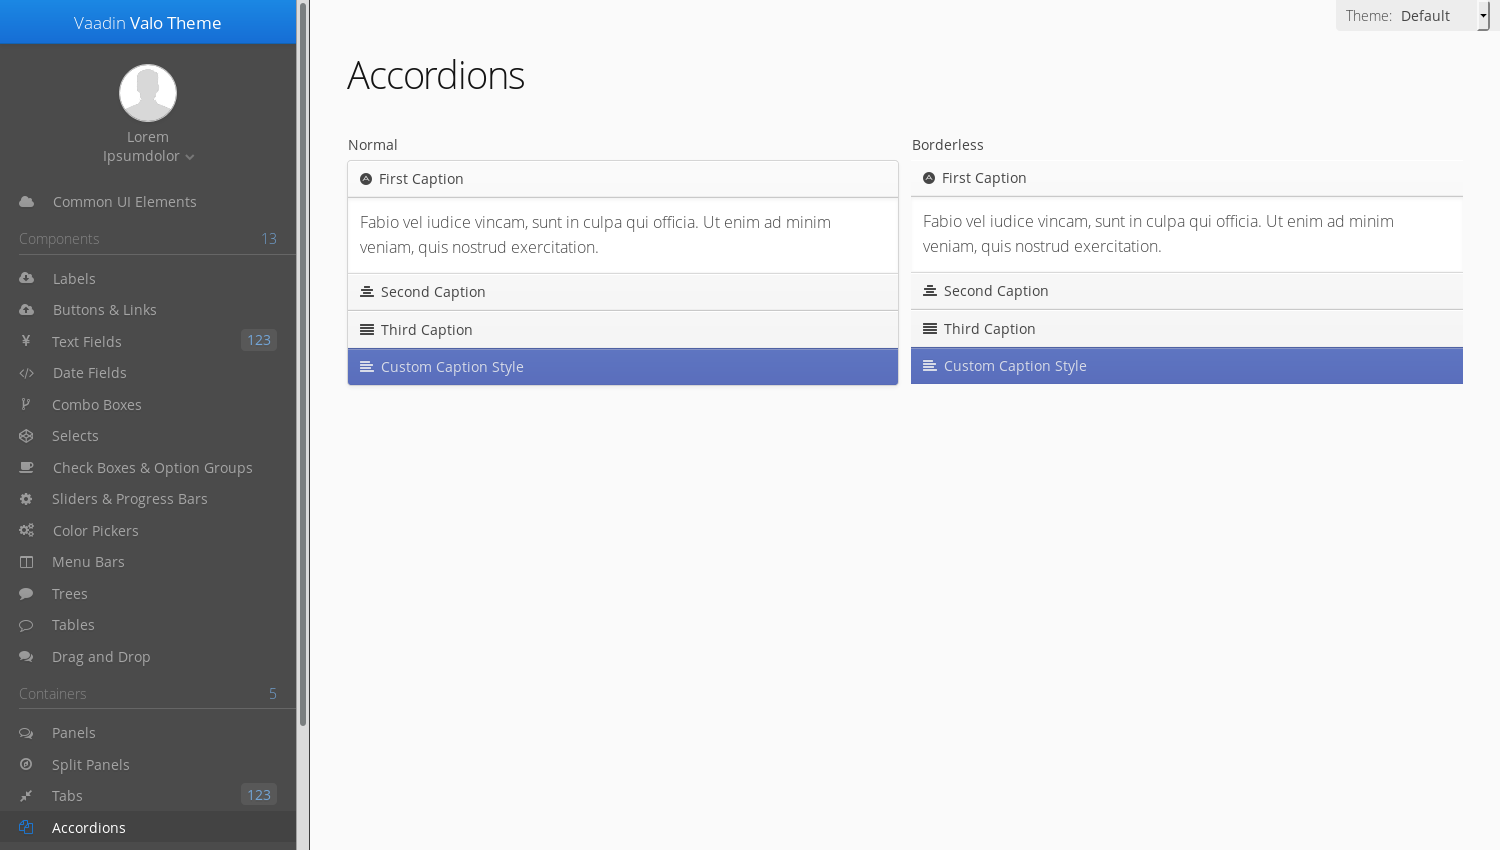 Vaadin Valo Theme
Lorem
Ipsumdolor
Common UI Elements
Components 13
Labels
Buttons & Links
Text Fields 123
Date Fields
Combo Boxes
Selects
Check Boxes & Option Groups
Sliders & Progress Bars
Color Pickers
Menu Bars
Trees
Tables
Drag and Drop
Containers 5
Panels
Split Panels
Tabs 123
Accordions
Theme: Default
Accordions
Normal
First Caption
Fabio vel iudice vincam, sunt in culpa qui officia. Ut enim ad minim
veniam, quis nostrud exercitation.
Second Caption
Third Caption
Custom Caption Style
Borderless
First Caption
Fabio vel iudice vincam, sunt in culpa qui officia. Ut enim ad minim
veniam, quis nostrud exercitation.
Second Caption
Third Caption
Custom Caption Style